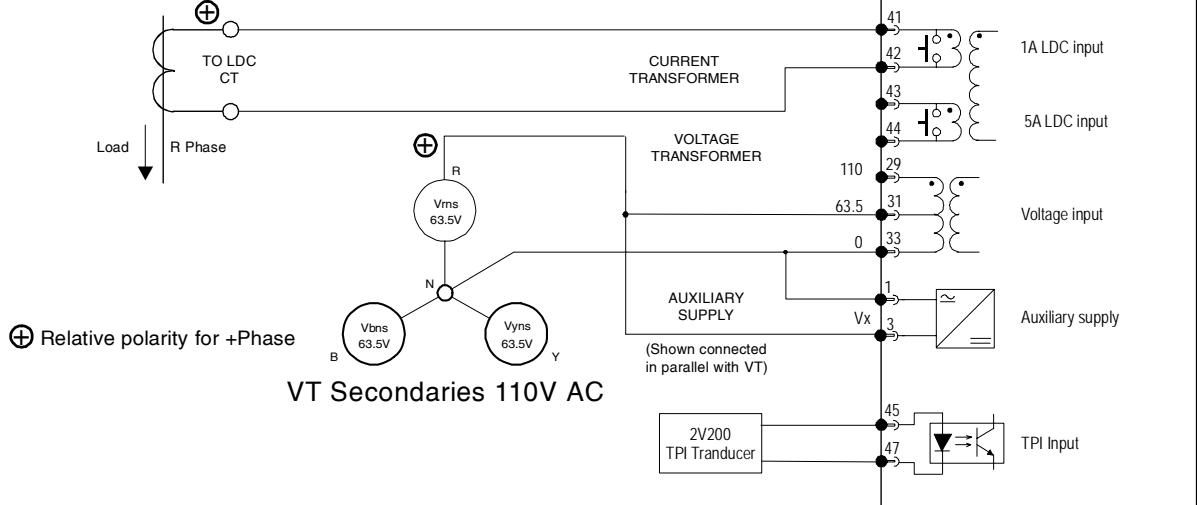 41
1A LDC input
TO LDC
CT
CURRENT
TRANSFORMER
42
43
5A LDC input
44
Load
R Phase
VOLTAGE
TRANSFORMER
110
29
R
Vrns
63.5V
63.5
31
Voltage input
0
33
N
1
AUXILIARY
SUPPLY
Vx
3
Auxiliary supply
Relative polarity for +Phase
Vbns
63.5V
B
Vyns
63.5V
Y
(Shown connected
in parallel with VT)
VT Secondaries 110V AC
45
2V200
TPI Tranducer
47
TPI Input